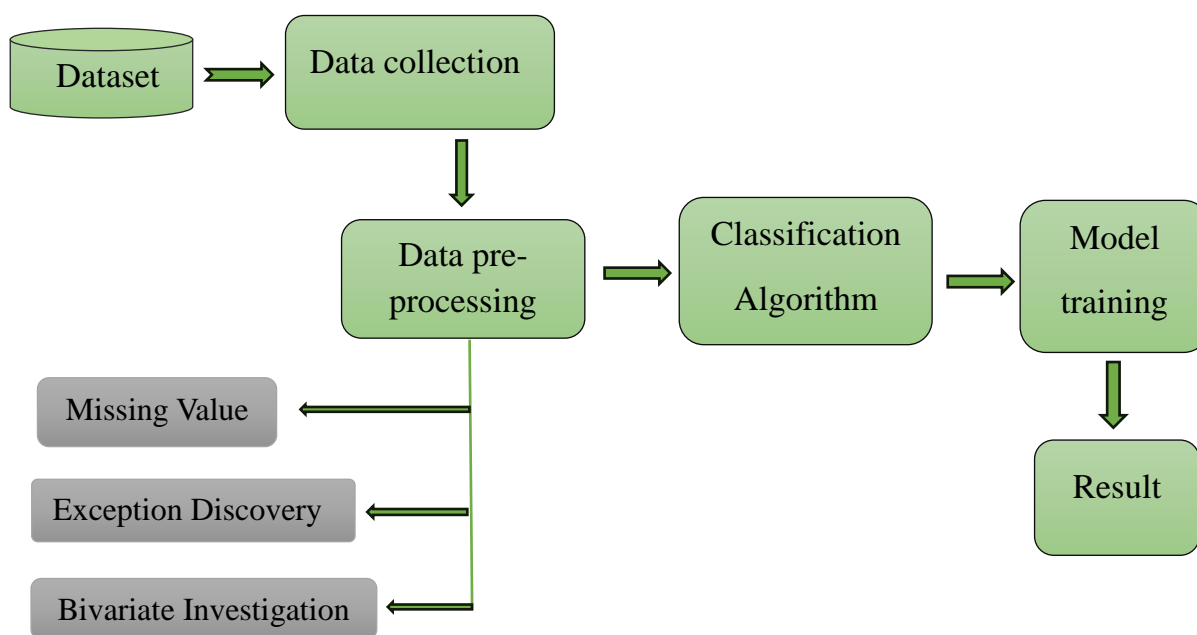 Dataset
Data collection
Data pre-
processing
Classification
Algorithm
Model
training
Missing Value
Exception Discovery
Bivariate Investigation
Result